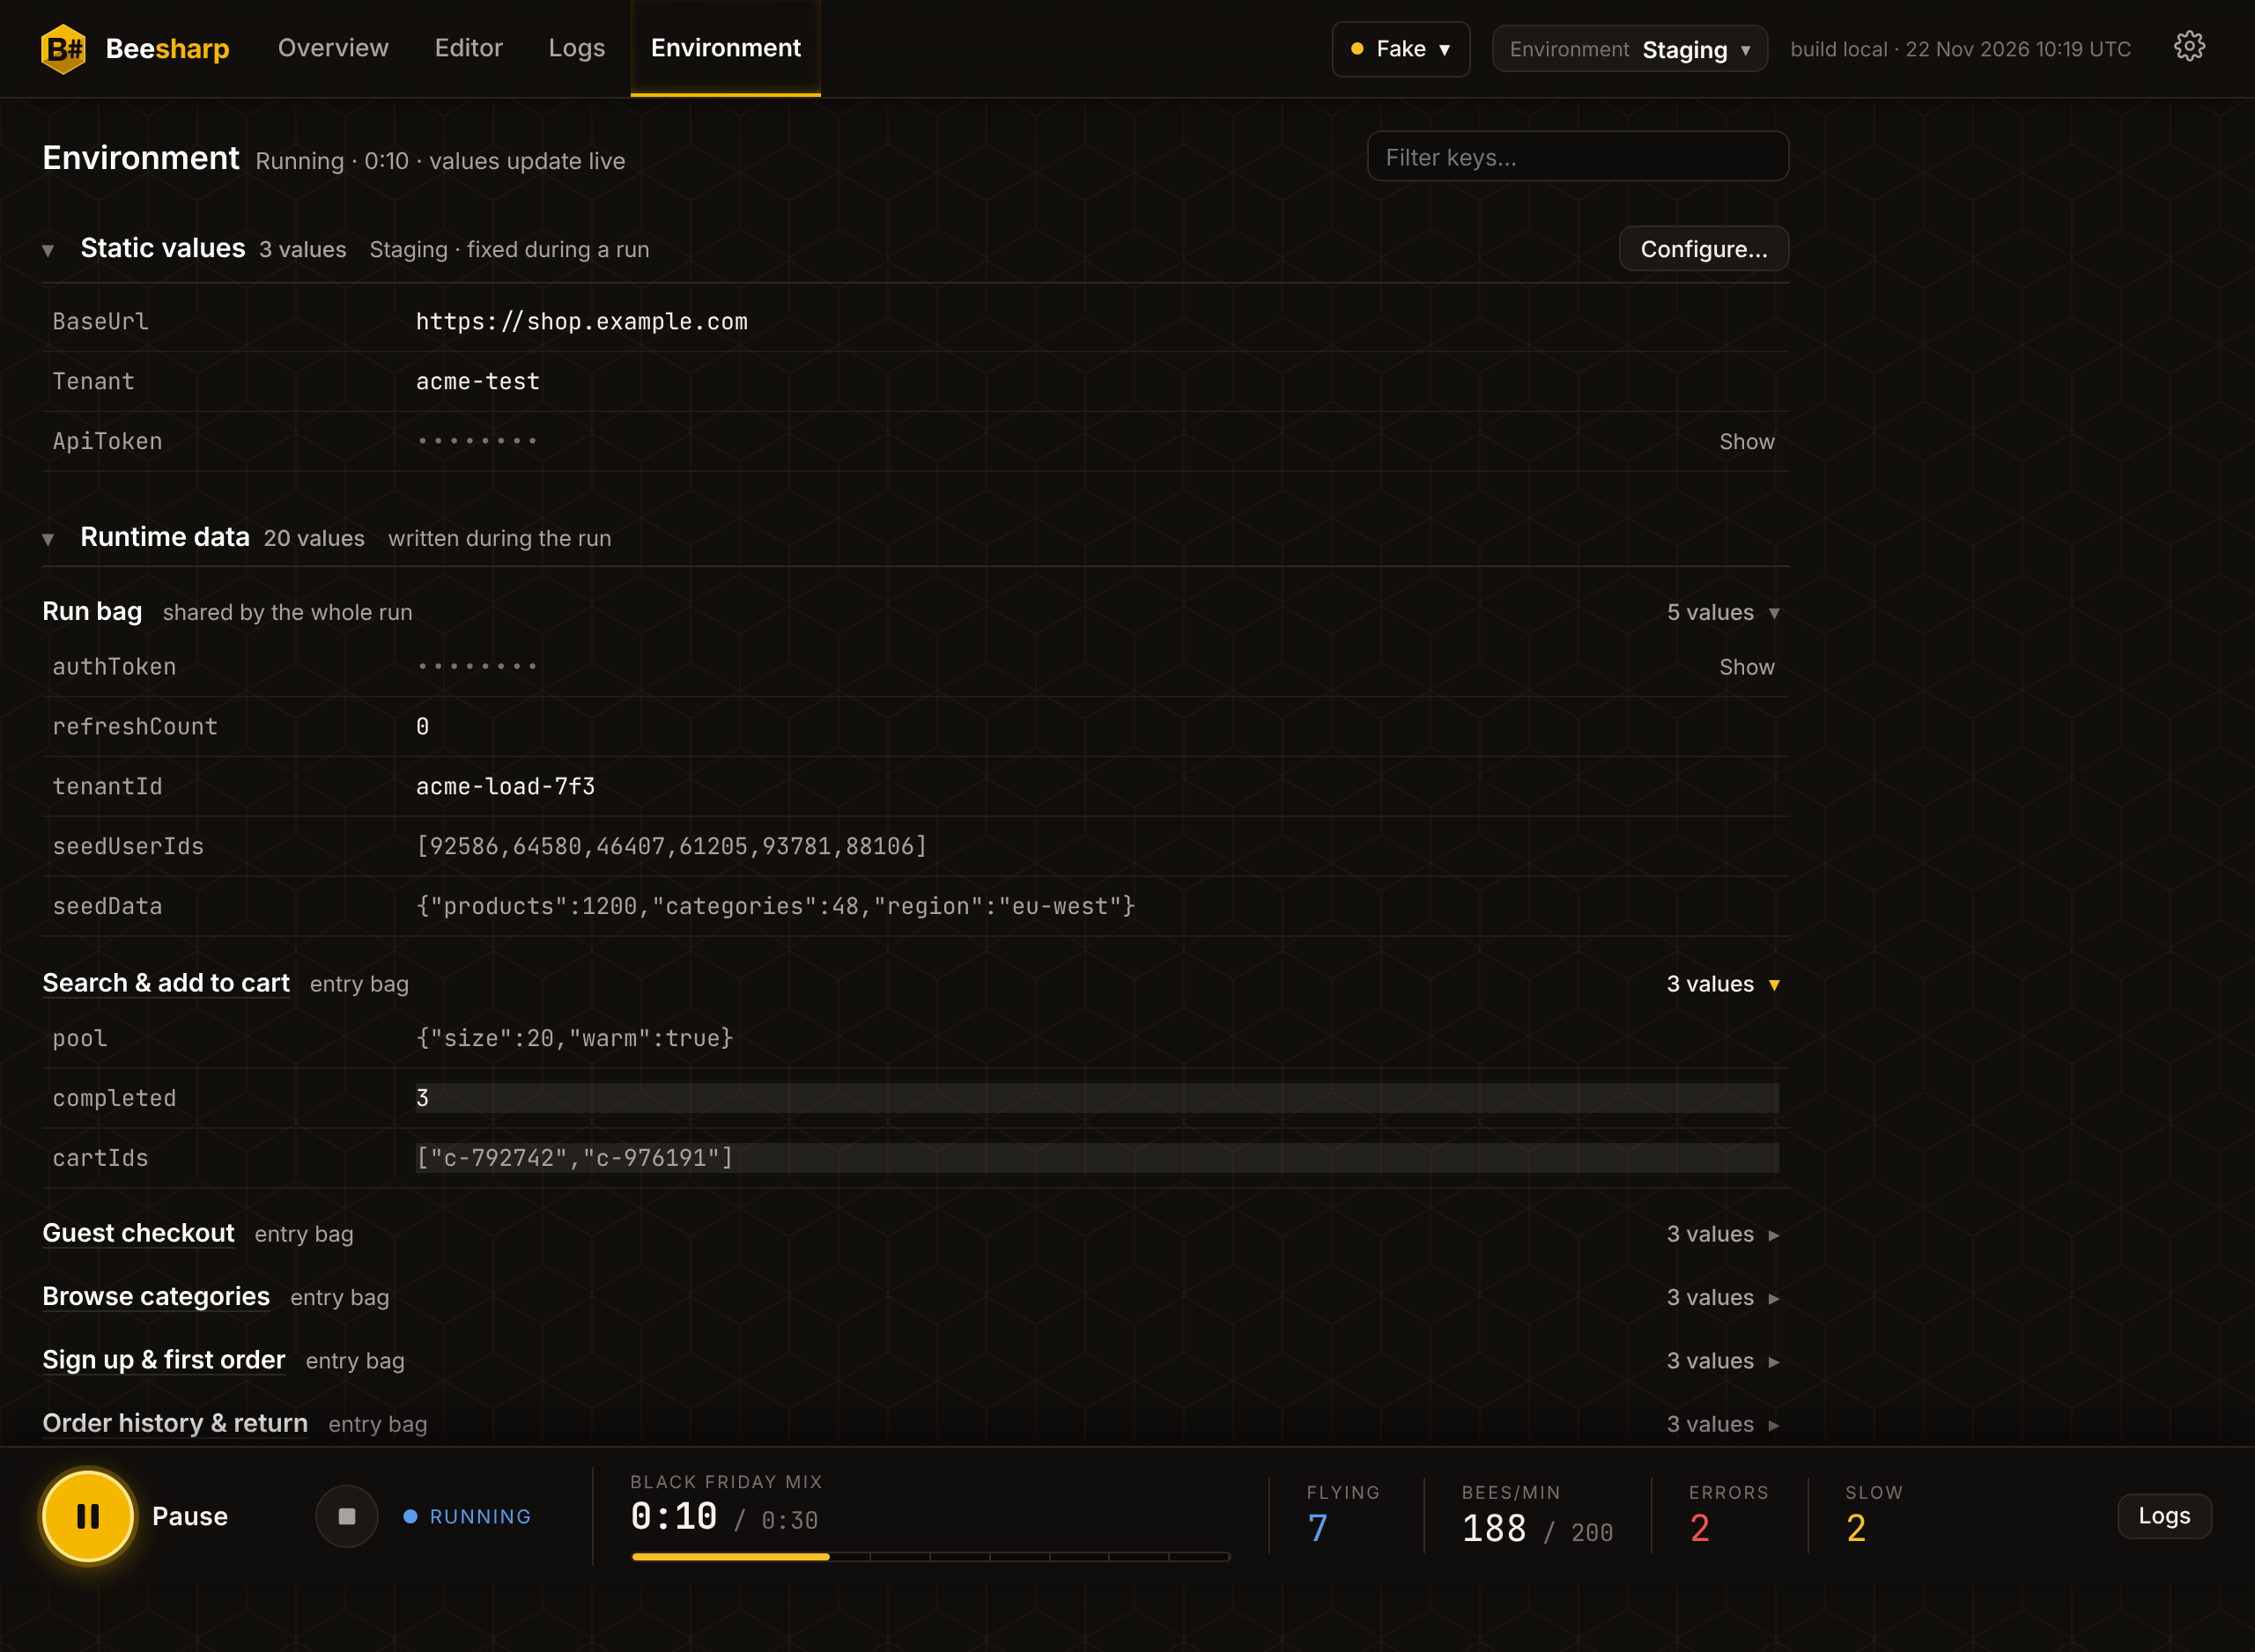 B# Beesharp Overview Editor Logs Environment Fake ▾ Environment Staging ▾ build local · 22 Nov 2026 10:19 UTC
Environment Running · 0:10 · values update live Filter keys...
▾ Static values 3 values Staging · fixed during a run Configure...
BaseUrl https://shop.example.com
Tenant acme-test
ApiToken •••••••• Show
▾ Runtime data 20 values written during the run
Run bag shared by the whole run 5 values ▾
authToken •••••••• Show
refreshCount 0
tenantId acme-load-7f3
seedUserIds [92586,64580,46407,61205,93781,88106]
seedData {"products":1200,"categories":48,"region":"eu-west"}
Search & add to cart entry bag 3 values ▾
pool {"size":20,"warm":true}
completed 3
cartIds ["c-792742","c-976191"]
Guest checkout entry bag 3 values ▸
Browse categories entry bag 3 values ▸
Sign up & first order entry bag 3 values ▸
Order history & return entry bag 3 values ▸
Pause RUNNING
BLACK FRIDAY MIX
0:10 / 0:30
FLYING
7
BEES/MIN
188 / 200
ERRORS
2
SLOW
2
Logs